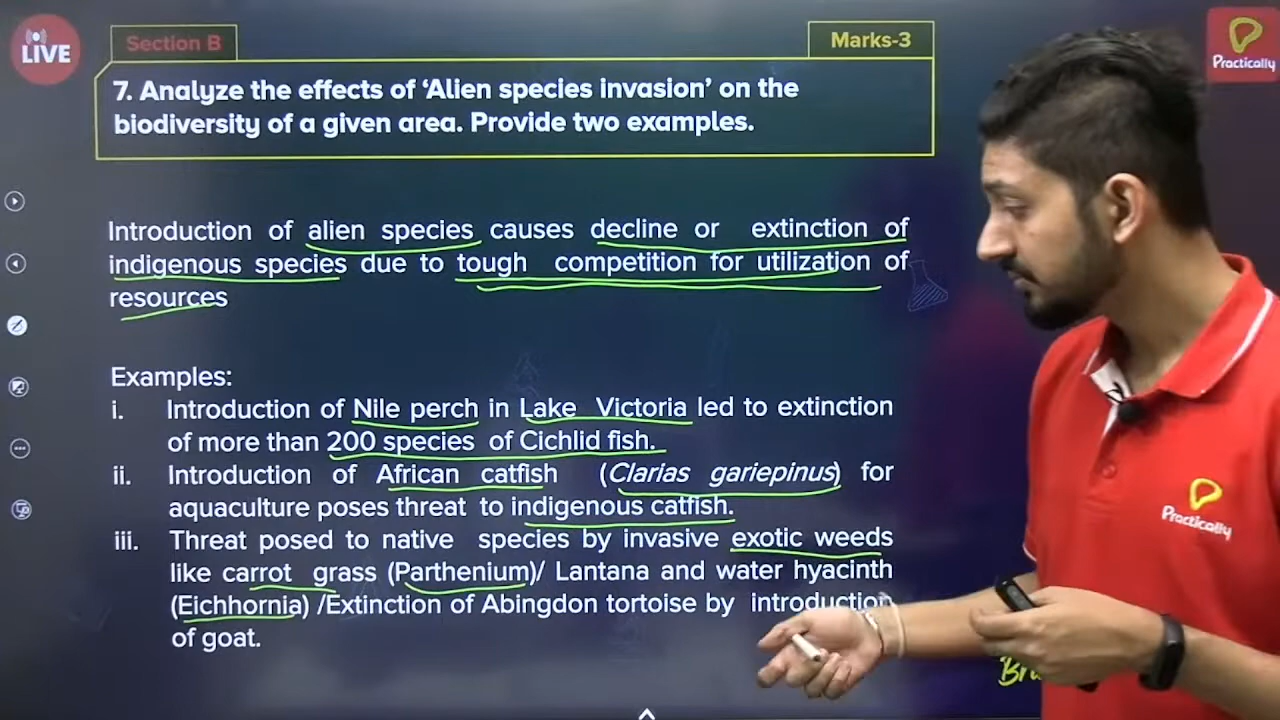 LIVE
Section B
Marks-3
Practically
7. Analyze the effects of ‘Alien species invasion’ on the
biodiversity of a given area. Provide two examples.
Introduction of alien species causes decline or extinction of
indigenous species due to tough competition for utilization of
resources
Examples:
i. Introduction of Nile perch in Lake Victoria led to extinction
of more than 200 species of Cichlid fish.
ii. Introduction of African catfish (Clarias gariepinus) for
aquaculture poses threat to indigenous catfish.
iii. Threat posed to native species by invasive exotic weeds
like carrot grass (Parthenium)/ Lantana and water hyacinth
(Eichhornia) /Extinction of Abingdon tortoise by introduction
of goat.
Practically